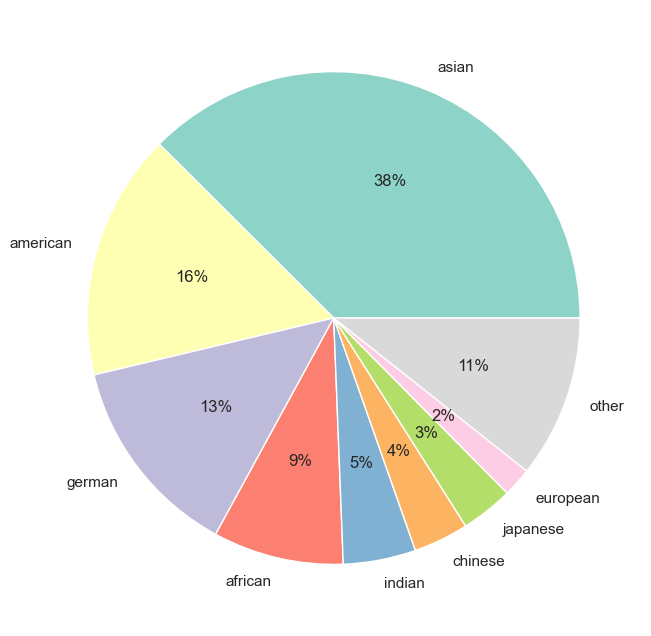 asian
38%
american
16%
german
13%
african
9%
indian
5%
chinese
4%
japanese
3%
european
2%
other
11%